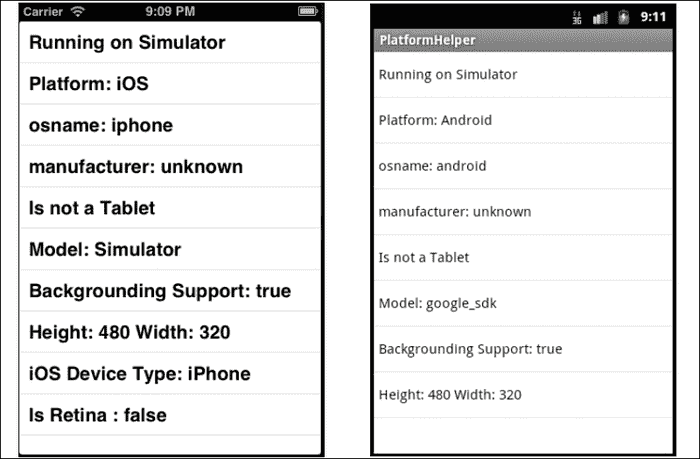 Carrier 9:09 PM
Running on Simulator
Platform: iOS
osname: iphone
manufacturer: unknown
Is not a Tablet
Model: Simulator
Backgrounding Support: true
Height: 480 Width: 320
iOS Device Type: iPhone
Is Retina : false
3G 9:11
PlatformHelper
Running on Simulator
Platform: Android
osname: android
manufacturer: unknown
Is not a Tablet
Model: google_sdk
Backgrounding Support: true
Height: 480 Width: 320